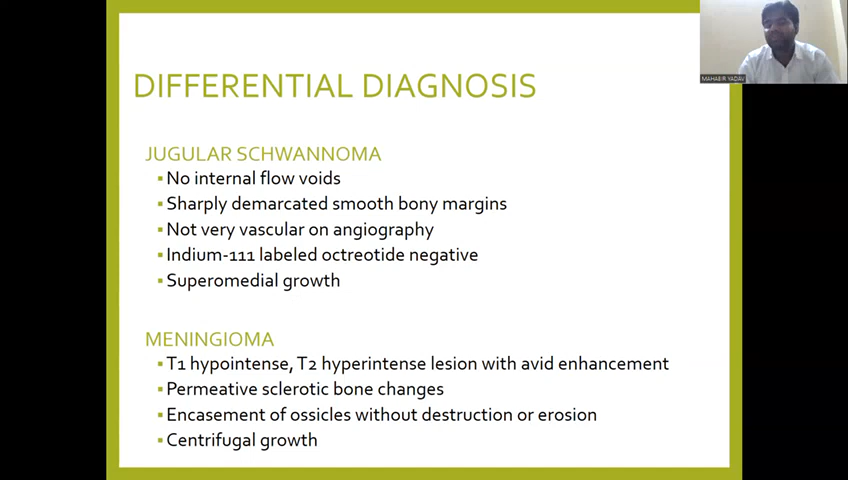 MAHABIR YADAV
DIFFERENTIAL DIAGNOSIS
JUGULAR SCHWANNOMA
▪No internal flow voids
▪Sharply demarcated smooth bony margins
▪Not very vascular on angiography
▪Indium-111 labeled octreotide negative
▪Superomedial growth
MENINGIOMA
▪T1 hypointense, T2 hyperintense lesion with avid enhancement
▪Permeative sclerotic bone changes
▪Encasement of ossicles without destruction or erosion
▪Centrifugal growth